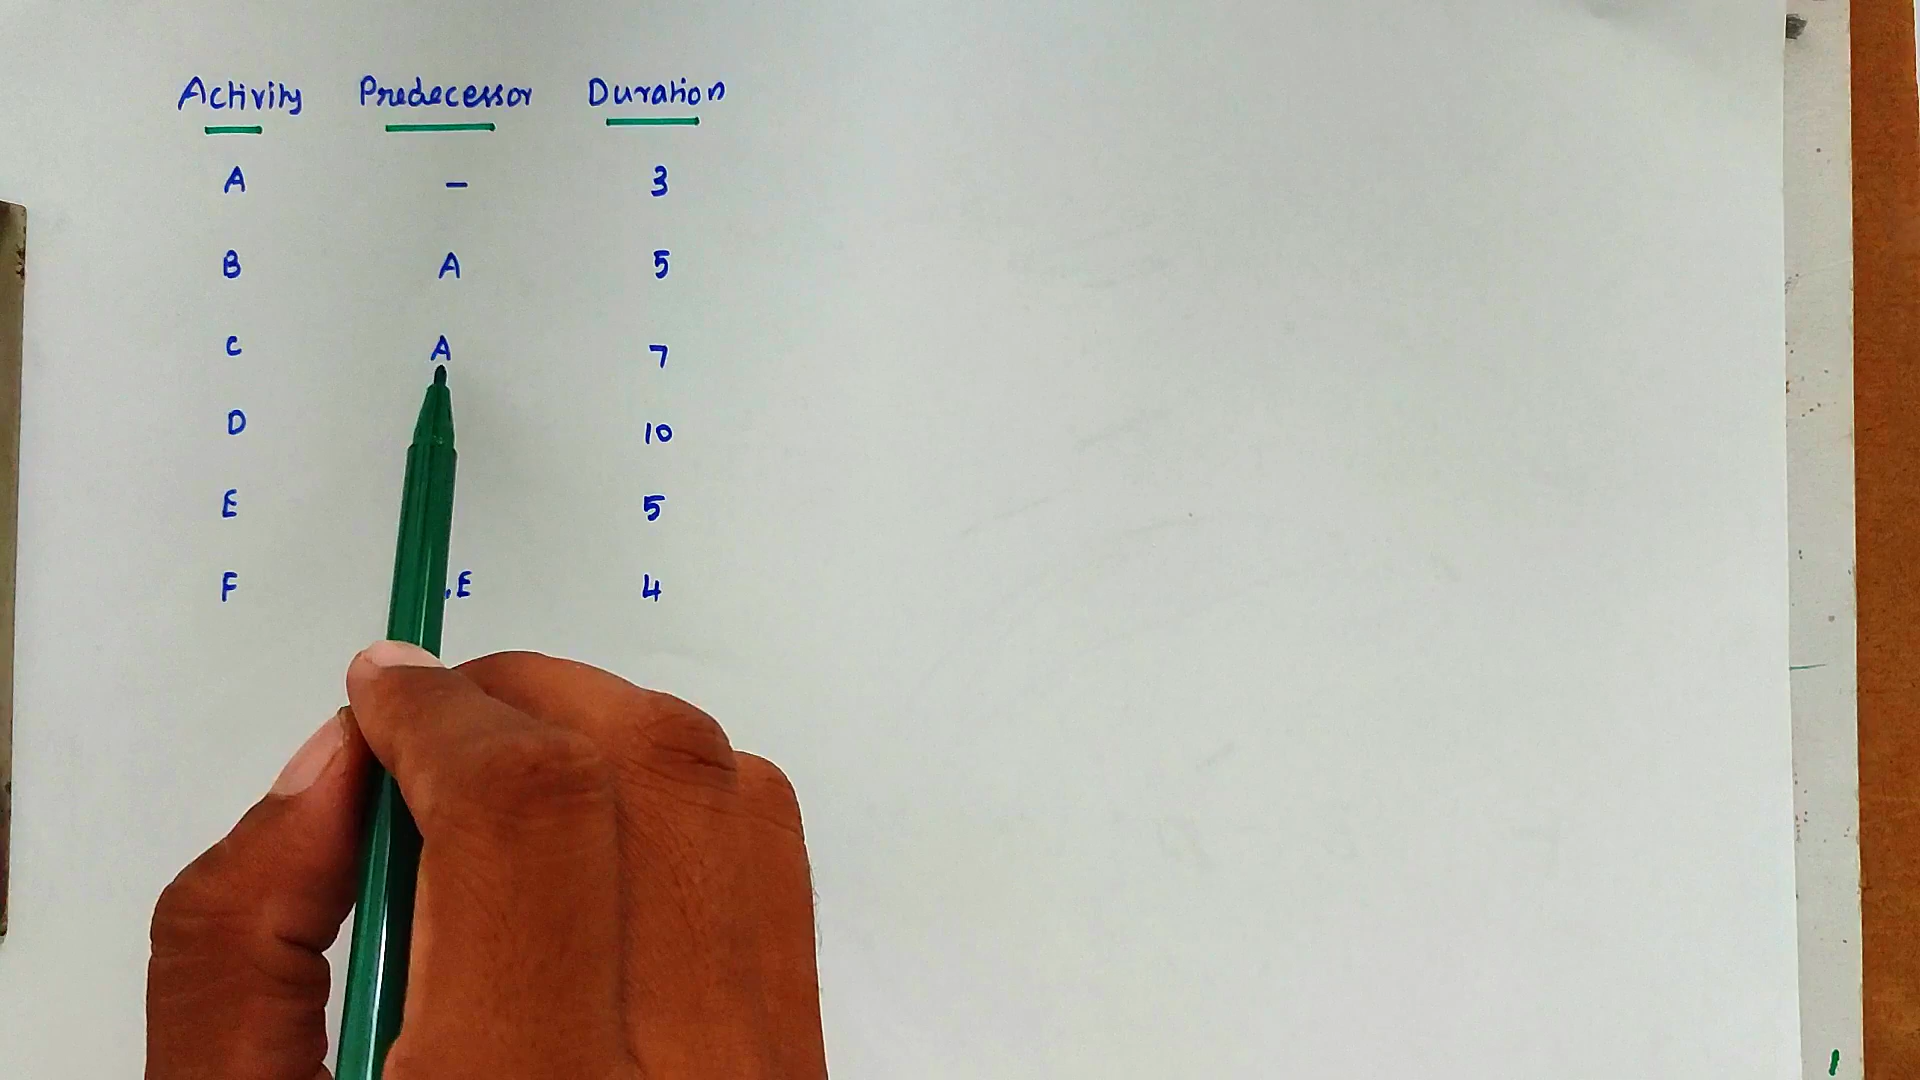 Activity Predecessor Duration
A - 3
B A 5
C A 7
D 10
E 5
F .E 4